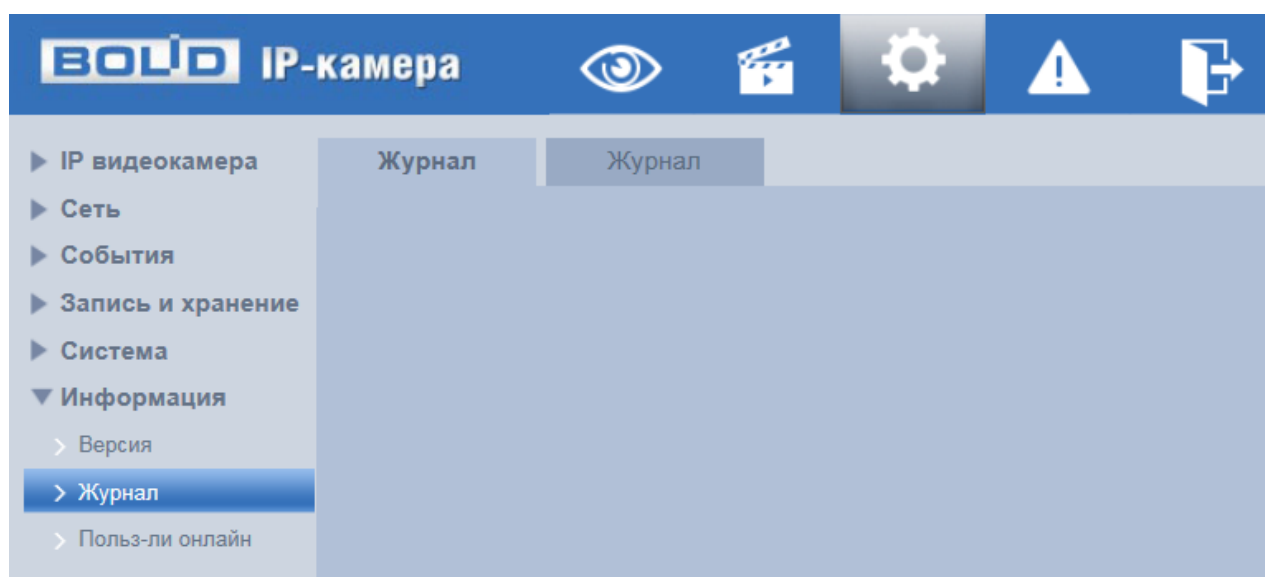 BOLID IP-камера
IP видеокамера
Сеть
События
Запись и хранение
Система
Информация
Версия
Журнал
Польз-ли онлайн
Журнал Журнал